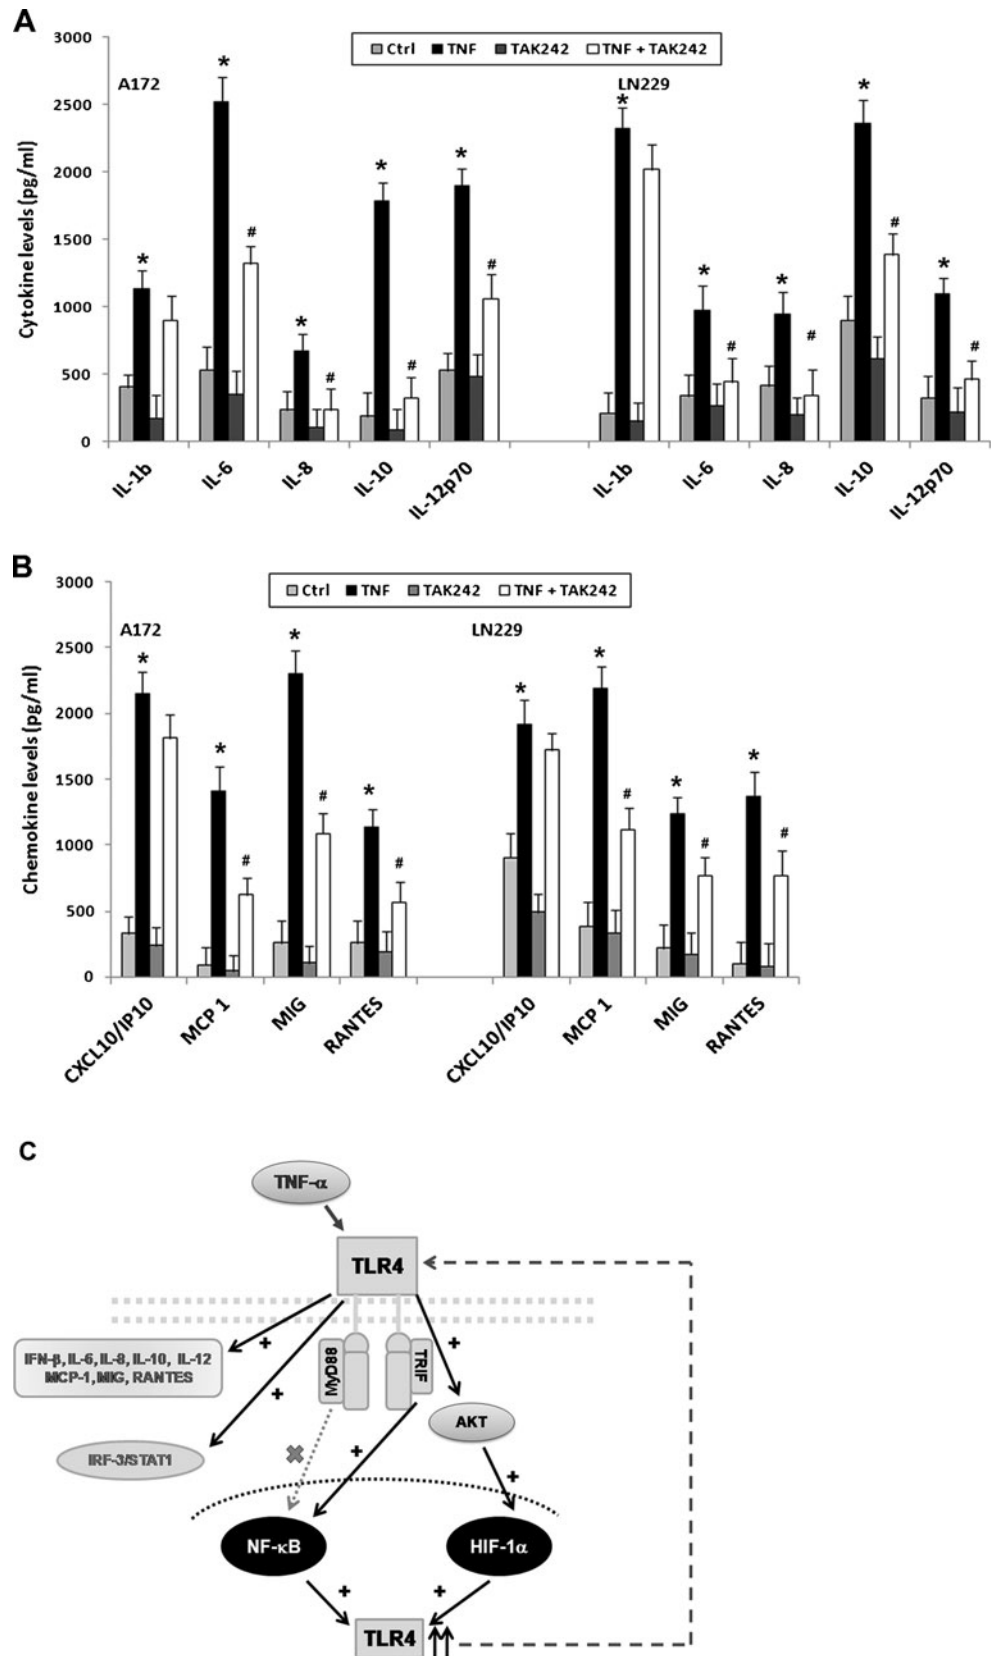 A
3000
2500
2000
1500
1000
500
0
Cytokine levels (pg/ml)
Ctrl TNF TAK242 TNF + TAK242
A172
LN229
* * * * * * * * * *
# # # # # # # #
IL-1b IL-6 IL-8 IL-10 IL-12p70 IL-1b IL-6 IL-8 IL-10 IL-12p70
B
3000
2500
2000
1500
1000
500
0
Chemokine levels (pg/ml)
Ctrl TNF TAK242 TNF + TAK242
A172
LN229
* * * * * * * *
# # # # # #
CXCL10/IP10 MCP 1 MIG RANTES CXCL10/IP10 MCP 1 MIG RANTES
C
TNF-α
TLR4
+ +
IFN-β, IL-6, IL-8, IL-10, IL-12
MCP-1, MIG, RANTES
MyD88
TRIF
+
AKT
IRF-3/STAT1
+
+
NF-κB
HIF-1α
+ +
TLR4